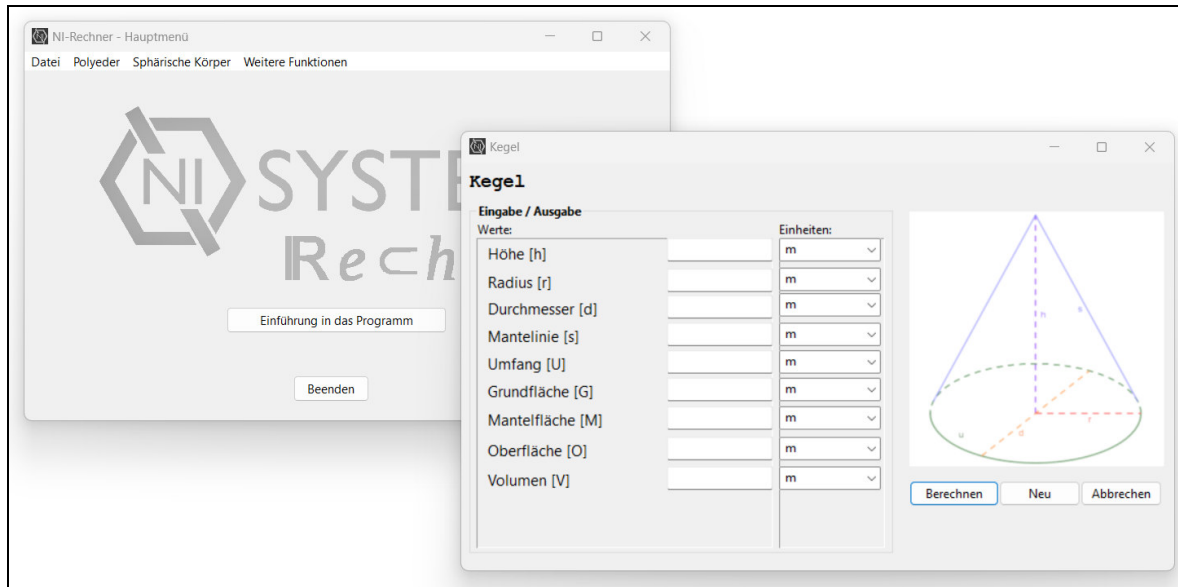 NI-Rechner - Hauptmenü
Datei Polyeder Sphärische Körper Weitere Funktionen
NI SYSTE
Rech
Einführung in das Programm
Beenden
Kegel
Kegel
Eingabe / Ausgabe
Werte: Einheiten:
Höhe [h] m
Radius [r] m
Durchmesser [d] m
Mantelinie [s] m
Umfang [U] m
Grundfläche [G] m
Mantelfläche [M] m
Oberfläche [O] m
Volumen [V] m
h s
u d r
Berechnen Neu Abbrechen